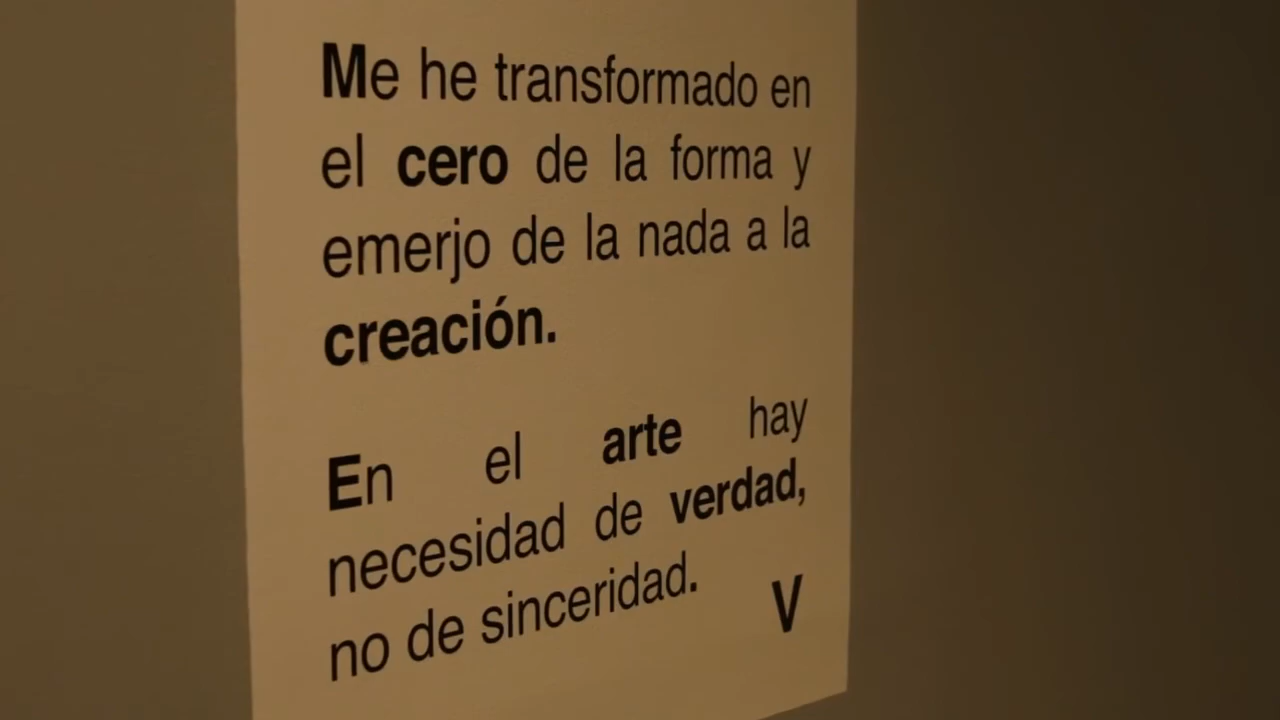 Me he transformado en
el cero de la forma y
emerjo de la nada a la
creación.
En el arte hay
necesidad de verdad,
no de sinceridad.
V